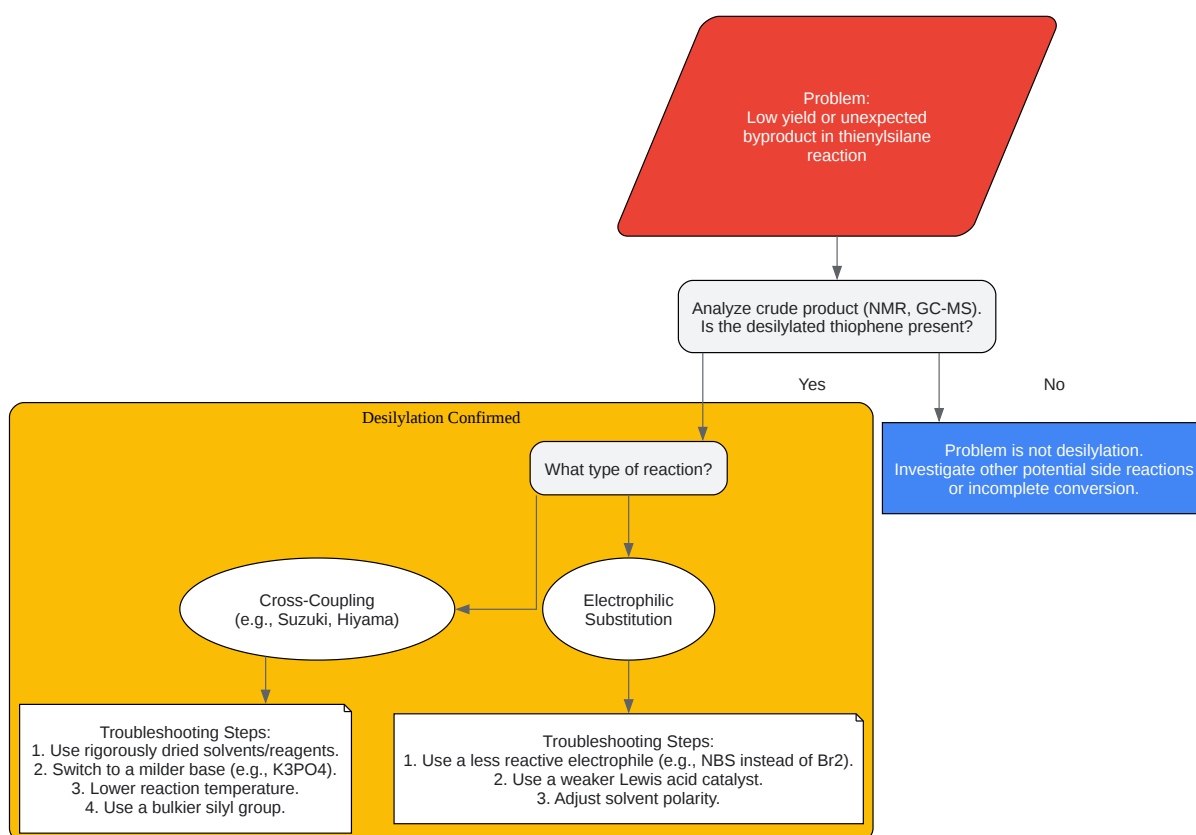 Problem:
Low yield or unexpected
byproduct in thienylsilane
reaction
Analyze crude product (NMR, GC-MS).
Is the desilylated thiophene present?
Yes
No
Desilylation Confirmed
Problem is not desilylation.
Investigate other potential side reactions
or incomplete conversion.
What type of reaction?
Cross-Coupling
(e.g., Suzuki, Hiyama)
Electrophilic
Substitution
Troubleshooting Steps:
1. Use rigorously dried solvents/reagents.
2. Switch to a milder base (e.g., K3PO4).
3. Lower reaction temperature.
4. Use a bulkier silyl group.
Troubleshooting Steps:
1. Use a less reactive electrophile (e.g., NBS instead of Br2).
2. Use a weaker Lewis acid catalyst.
3. Adjust solvent polarity.